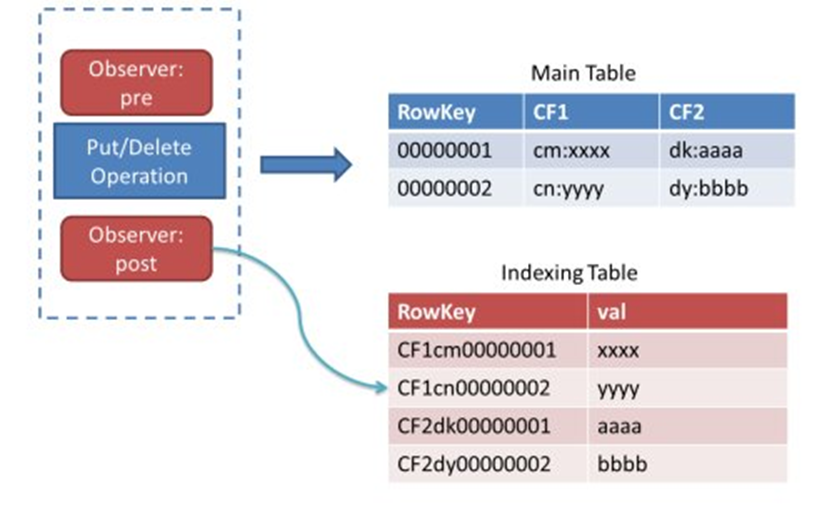 Observer:
pre
Put/Delete
Operation
Observer:
post
Main Table
RowKey CF1 CF2
00000001 cm:xxxx dk:aaaa
00000002 cn:yyyy dy:bbbb
Indexing Table
RowKey val
CF1cm00000001 xxxx
CF1cn00000002 yyyy
CF2dk00000001 aaaa
CF2dy00000002 bbbb